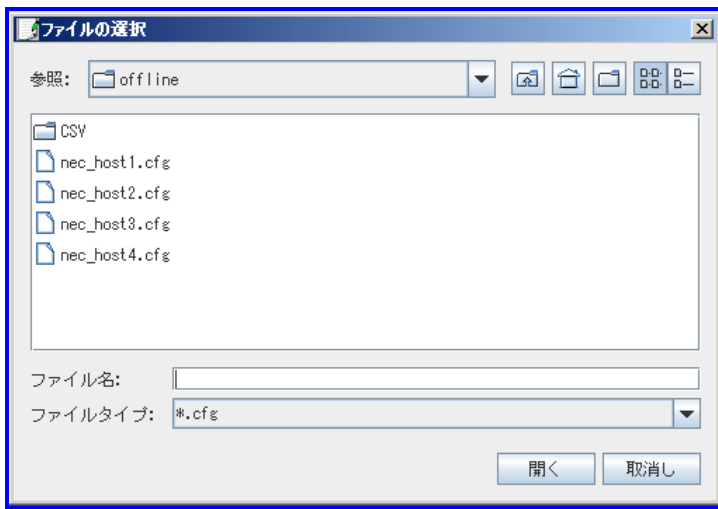 ファイルの選択
参照: offline
CSV
nec_host1.cfg
nec_host2.cfg
nec_host3.cfg
nec_host4.cfg
ファイル名:
ファイルタイプ: *.cfg
開く 取消し